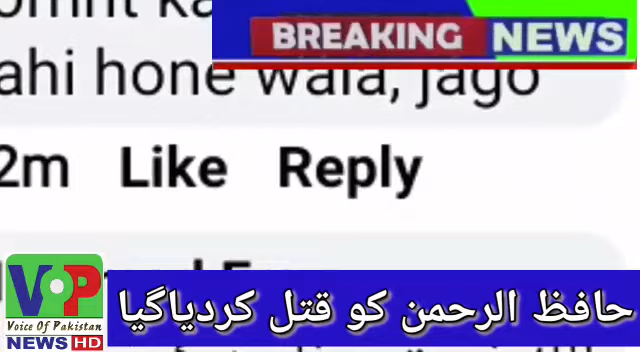 BREAKING NEWS
ahi hone wala, jago
2m Like Reply
VOP
Voice Of Pakistan
NEWS HD
حافظ الرحمن کو قتل کردیاگیا